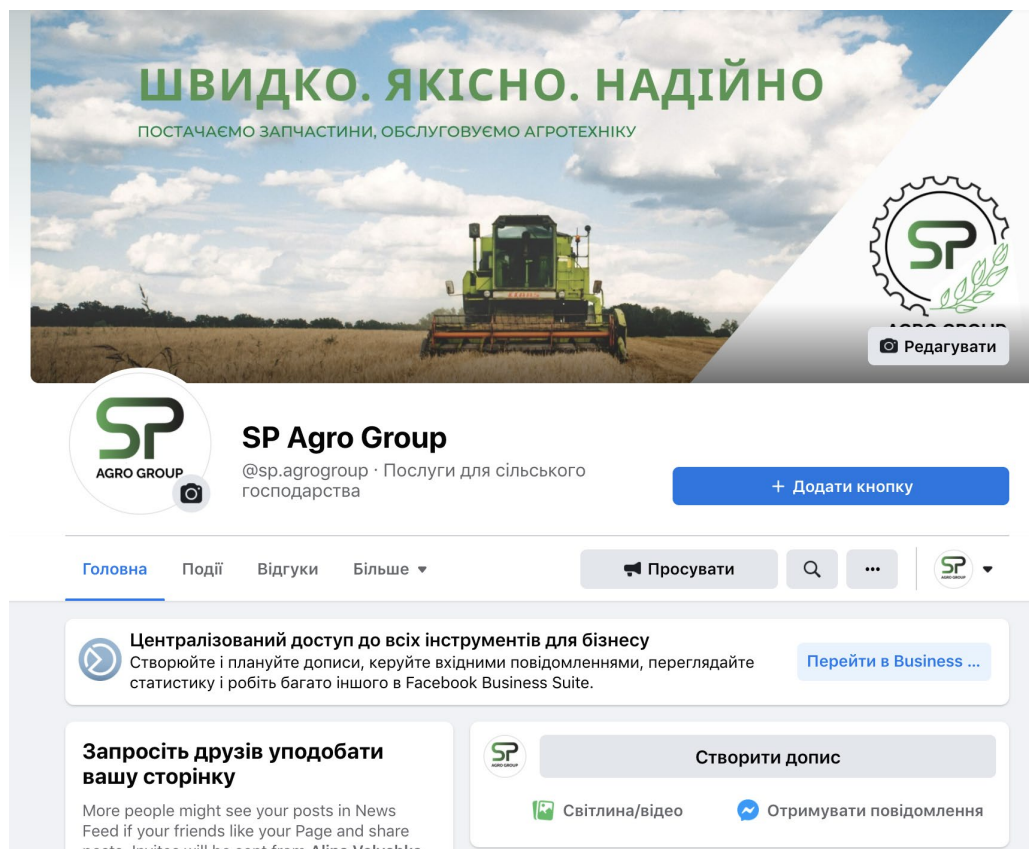 ШВИДКО. ЯКІСНО. НАДІЙНО
ПОСТАЧАЄМО ЗАПЧАСТИНИ, ОБСЛУГОВУЄМО АГРОТЕХНІКУ
SP
Редагувати
SP
AGRO GROUP
SP Agro Group
@sp.agrogroup · Послуги для сільського
господарства
+ Додати кнопку
Головна Події Відгуки Більше
Просувати
SP
AGRO GROUP
Централізований доступ до всіх інструментів для бізнесу
Створюйте і плануйте дописи, керуйте вхідними повідомленнями, переглядайте
статистику і робіть багато іншого в Facebook Business Suite.
Перейти в Business ...
Запросіть друзів уподобати
вашу сторінку
More people might see your posts in News
Feed if your friends like your Page and share
SP
AGRO GROUP
Створити допис
Світлина/відео
Отримувати повідомлення